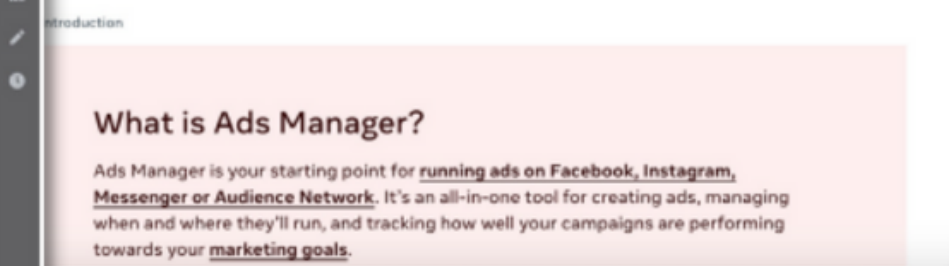 ntroduction
What is Ads Manager?
Ads Manager is your starting point for running ads on Facebook, Instagram,
Messenger or Audience Network. It's an all-in-one tool for creating ads, managing
when and where they'll run, and tracking how well your campaigns are performing
towards your marketing goals.